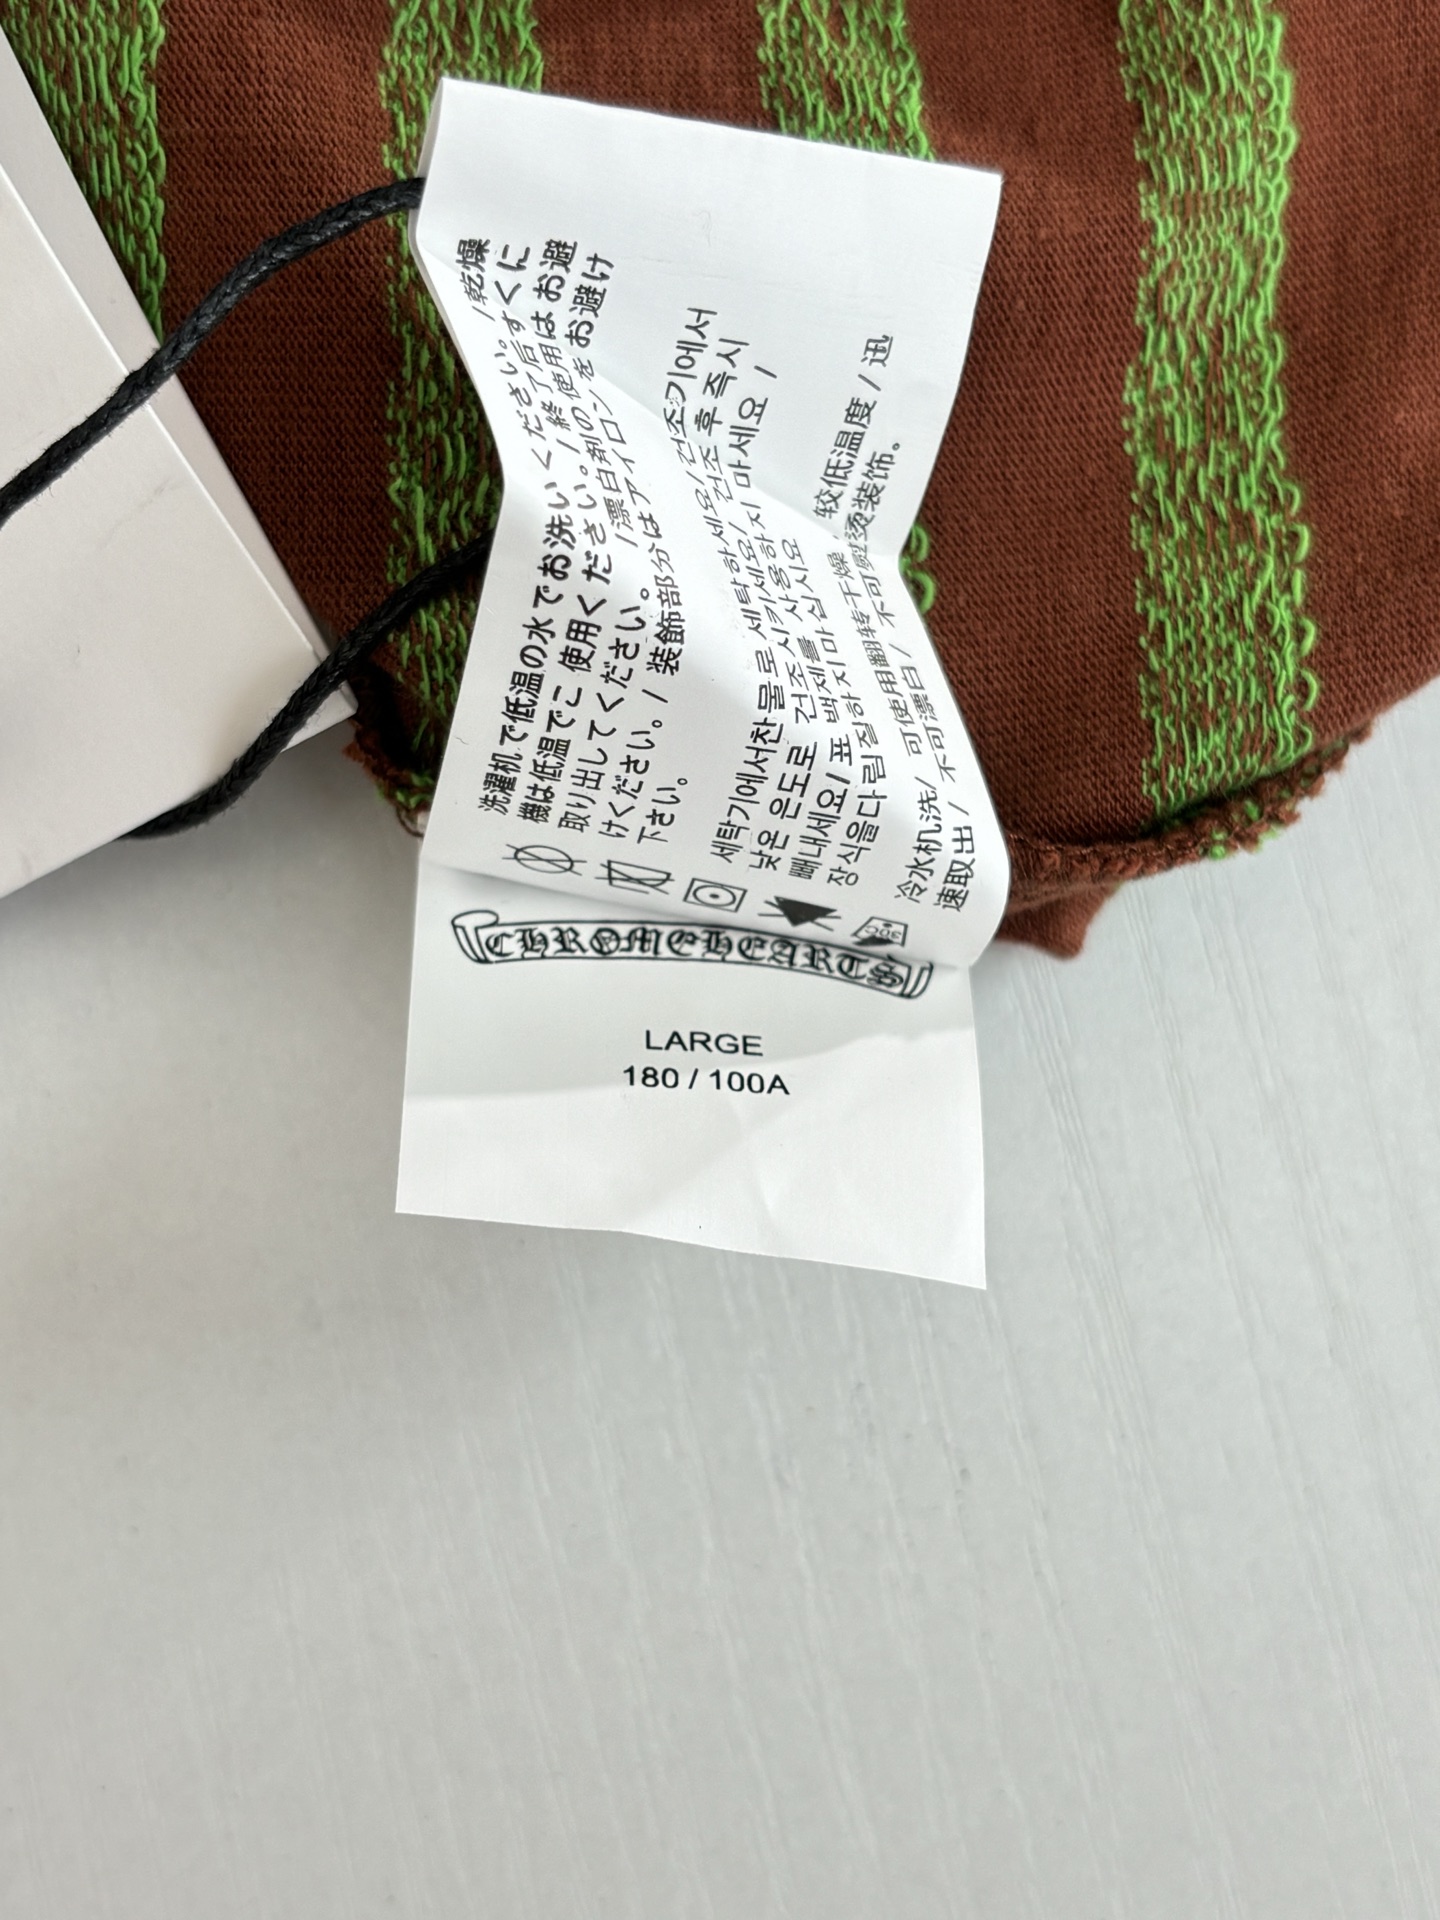 洗濯机で低温の水でお洗いください。/乾燥
機は低温でご使用ください。/終了后すぐに
取り出してください。/漂白剤の使用はお避
けください。/装飾部分はアイロンをお避け
下さい。
세탁기에서찬물로 세탁하세요/건조기에서
낮은 온도로 건조시키세요/건조 후 즉시
빼내세요/표백제를 사용하지 마세요 /
장식을다림질하지마 십시요
冷水机洗/ 可使用翻转干燥, 较低温度 / 迅
速取出 / 不可漂白 / 不可熨烫装饰。
30C
CHROME HEARTS
LARGE
180 / 100A